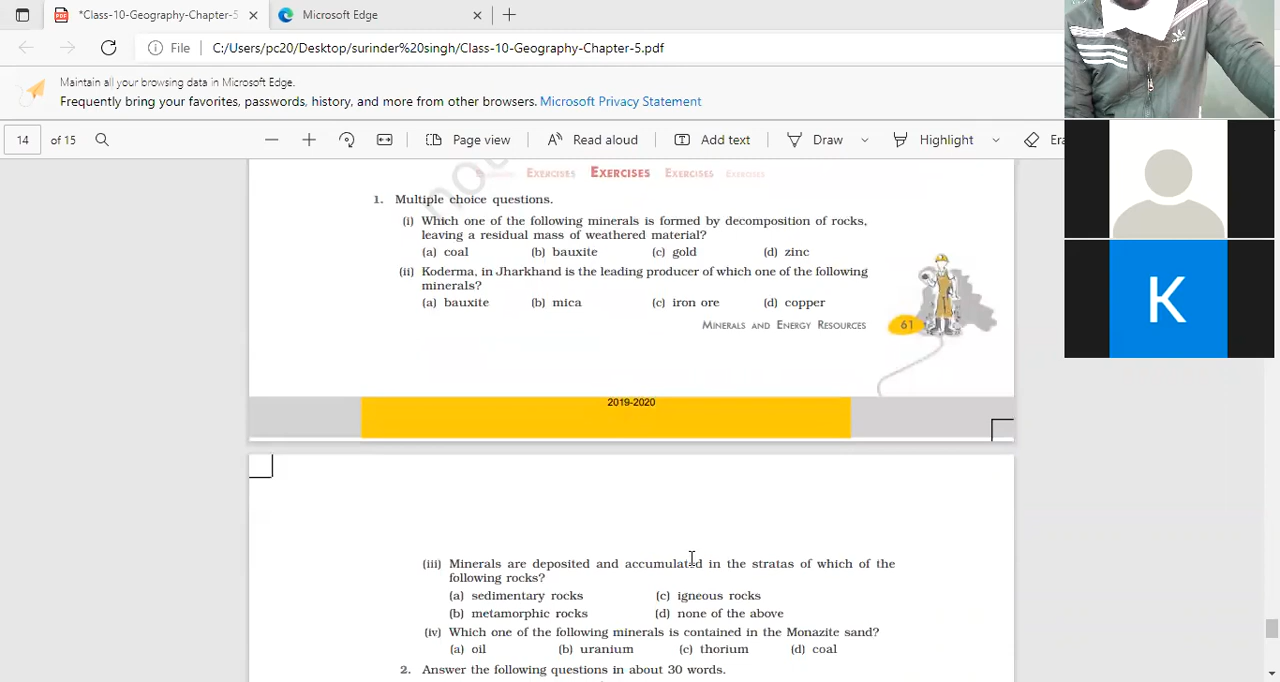 *Class-10-Geography-Chapter-5
Microsoft Edge
File C:/Users/pc20/Desktop/surinder%20singh/Class-10-Geography-Chapter-5.pdf
Maintain all your browsing data in Microsoft Edge.
Frequently bring your favorites, passwords, history, and more from other browsers. Microsoft Privacy Statement
14 of 15 Page view Read aloud Add text Draw Highlight Era
no
EXERCISES EXERCISES EXERCISES EXERCISES EXERCISES
1. Multiple choice questions.
(i) Which one of the following minerals is formed by decomposition of rocks,
leaving a residual mass of weathered material?
(a) coal (b) bauxite (c) gold (d) zinc
(ii) Koderma, in Jharkhand is the leading producer of which one of the following
minerals?
(a) bauxite (b) mica (c) iron ore (d) copper
MINERALS AND ENERGY RESOURCES 61
2019-2020
(iii) Minerals are deposited and accumulated in the stratas of which of the
following rocks?
(a) sedimentary rocks (c) igneous rocks
(b) metamorphic rocks (d) none of the above
(iv) Which one of the following minerals is contained in the Monazite sand?
(a) oil (b) uranium (c) thorium (d) coal
2. Answer the following questions in about 30 words.
K